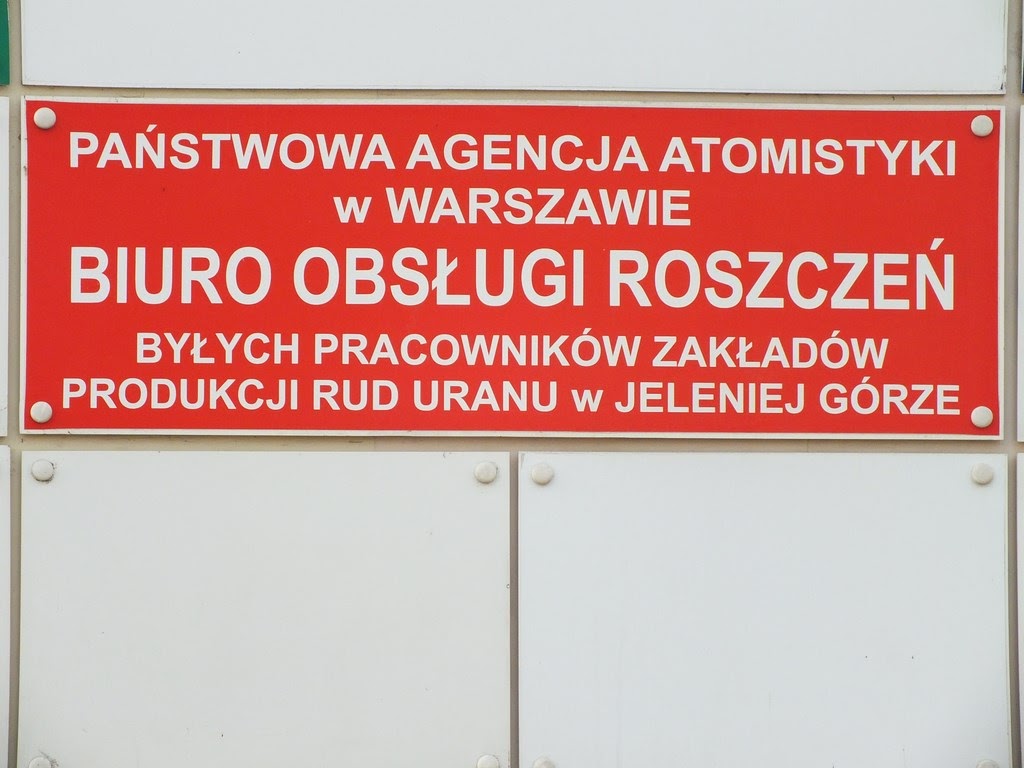 PAŃSTWOWA AGENCJA ATOMISTYKI
w WARSZAWIE
BIURO OBSŁUGI ROSZCZEŃ
BYŁYCH PRACOWNIKÓW ZAKŁADÓW
PRODUKCJI RUD URANU w JELENIEJ GÓRZE